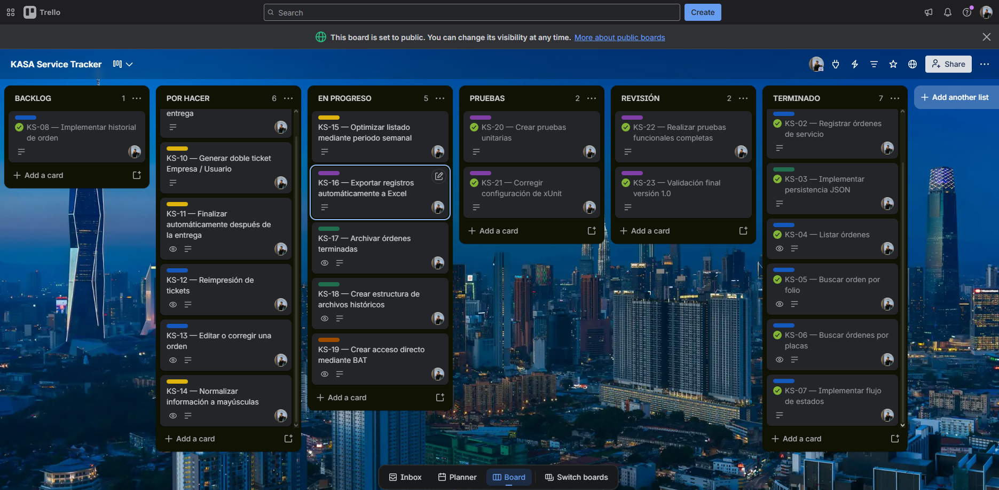 Trello
Search
Create
This board is set to public. You can change its visibility at any time. More about public boards
KASA Service Tracker
Share
BACKLOG 1
KS-08 — Implementar historial
de orden
Add a card
POR HACER 6
entrega
KS-10 — Generar doble ticket
Empresa / Usuario
KS-11 — Finalizar
automáticamente después de
la entrega
KS-12 — Reimpresión de
tickets
KS-13 — Editar o corregir una
orden
KS-14 — Normalizar
información a mayúsculas
Add a card
EN PROGRESO 5
KS-15 — Optimizar listado
mediante periodo semanal
KS-16 — Exportar registros
automáticamente a Excel
KS-17 — Archivar órdenes
terminadas
KS-18 — Crear estructura de
archivos históricos
KS-19 — Crear acceso directo
mediante BAT
Add a card
PRUEBAS 2
KS-20 — Crear pruebas
unitarias
KS-21 — Corregir
configuración de xUnit
Add a card
REVISIÓN 2
KS-22 — Realizar pruebas
funcionales completas
KS-23 — Validación final
versión 1.0
Add a card
TERMINADO 7
KS-02 — Registrar órdenes
de servicio
KS-03 — Implementar
persistencia JSON
KS-04 — Listar órdenes
KS-05 — Buscar orden por
folio
KS-06 — Buscar órdenes por
placas
KS-07 — Implementar flujo
de estados
Add a card
Add another list
Inbox
Planner
Board
Switch boards